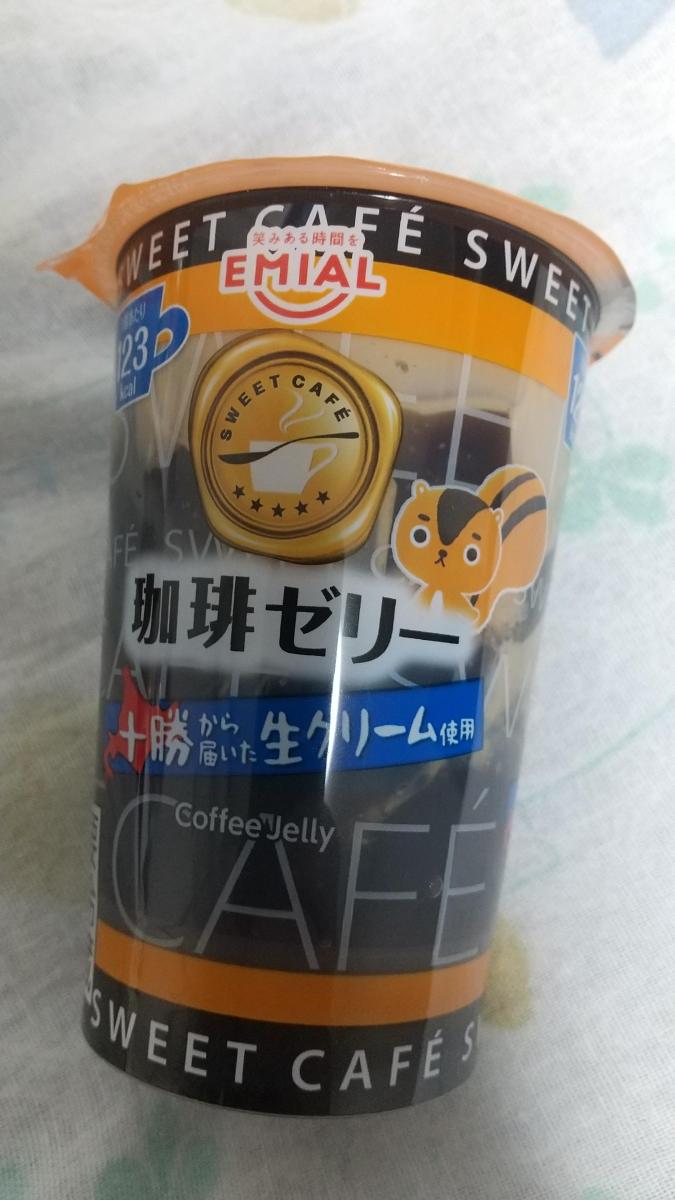 SWEET CAFÉ SWEET
笑みある時間を
EMIAL
123
kcal
SWEET CAFÉ
珈琲ゼリー
十勝から届いた生クリーム使用
Coffee Jelly
CAFÉ
SWEET CAFÉ